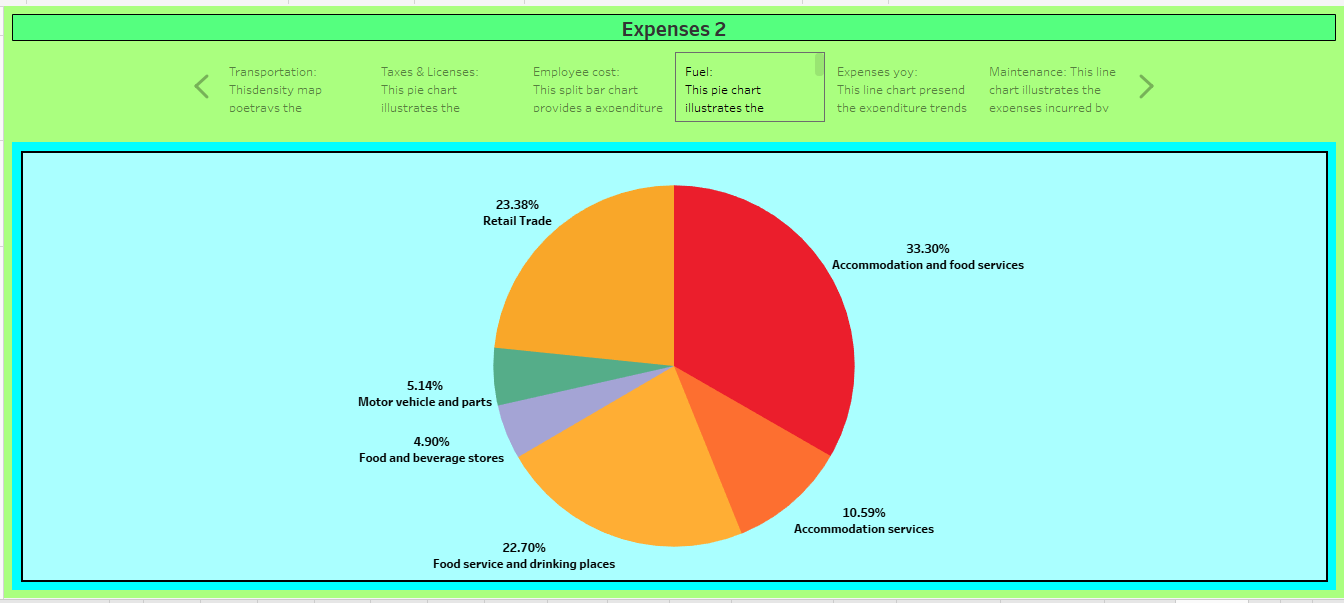 Expenses 2
Transportation:
Thisdensity map
poetrays the
Taxes & Licenses:
This pie chart
illustrates the
Employee cost:
This split bar chart
provides a expenditure
Fuel:
This pie chart
illustrates the
Expenses yoy:
This line chart presend
the expenditure trends
Maintenance: This line
chart illustrates the
expenses incurred by
23.38%
Retail Trade
33.30%
Accommodation and food services
5.14%
Motor vehicle and parts
4.90%
Food and beverage stores
10.59%
Accommodation services
22.70%
Food service and drinking places